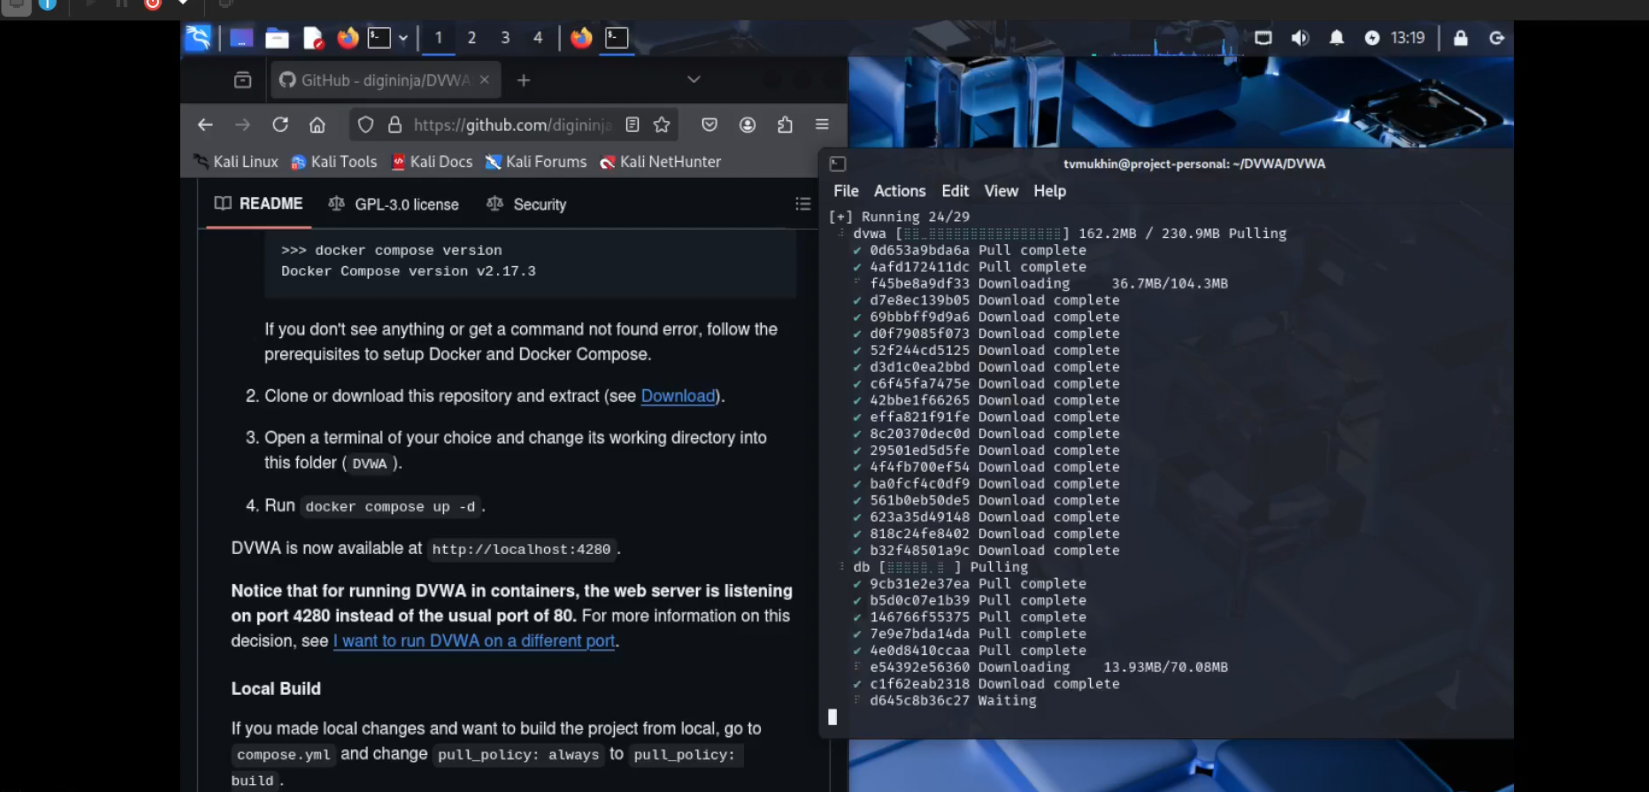 1 2 3 4
13:19
GitHub - digininja/DVWA
https://github.com/digininja
Kali Linux Kali Tools Kali Docs Kali Forums Kali NetHunter
README GPL-3.0 license Security
>>> docker compose version
Docker Compose version v2.17.3
If you don't see anything or get a command not found error, follow the
prerequisites to setup Docker and Docker Compose.
2. Clone or download this repository and extract (see Download).
3. Open a terminal of your choice and change its working directory into
this folder ( DVWA ).
4. Run docker compose up -d .
DVWA is now available at http://localhost:4280 .
Notice that for running DVWA in containers, the web server is listening
on port 4280 instead of the usual port of 80. For more information on this
decision, see I want to run DVWA on a different port.
Local Build
If you made local changes and want to build the project from local, go to
compose.yml and change pull_policy: always to pull_policy:
build .
tvmukhin@project-personal: ~/DVWA/DVWA
File Actions Edit View Help
[+] Running 24/29
dvwa [⣿⣿⣀⣿⣿⣿⣿⣿⣿⣿⣿⣿⣿⣿⣿⣿⣿⣿⣿] 162.2MB / 230.9MB Pulling
✔ 0d653a9bda6a Pull complete
✔ 4afd172411dc Pull complete
f45be8a9df33 Downloading 36.7MB/104.3MB
✔ d7e8ec139b05 Download complete
✔ 69bbbff9d9a6 Download complete
✔ d0f79085f073 Download complete
✔ 52f244cd5125 Download complete
✔ d3d1c0ea2bbd Download complete
✔ c6f45fa7475e Download complete
✔ 42bbe1f66265 Download complete
✔ effa821f91fe Download complete
✔ 8c20370dec0d Download complete
✔ 29501ed5d5fe Download complete
✔ 4f4fb700ef54 Download complete
✔ ba0fcf4c0df9 Download complete
✔ 561b0eb50de5 Download complete
✔ 623a35d49148 Download complete
✔ 818c24fe8402 Download complete
✔ b32f48501a9c Download complete
db [⣿⣿⣿⣿⣿⡀⣿ ] Pulling
✔ 9cb31e2e37ea Pull complete
✔ b5d0c07e1b39 Pull complete
✔ 146766f55375 Pull complete
✔ 7e9e7bda14da Pull complete
✔ 4e0d8410ccaa Pull complete
e54392e56360 Downloading 13.93MB/70.08MB
✔ c1f62eab2318 Download complete
d645c8b36c27 Waiting